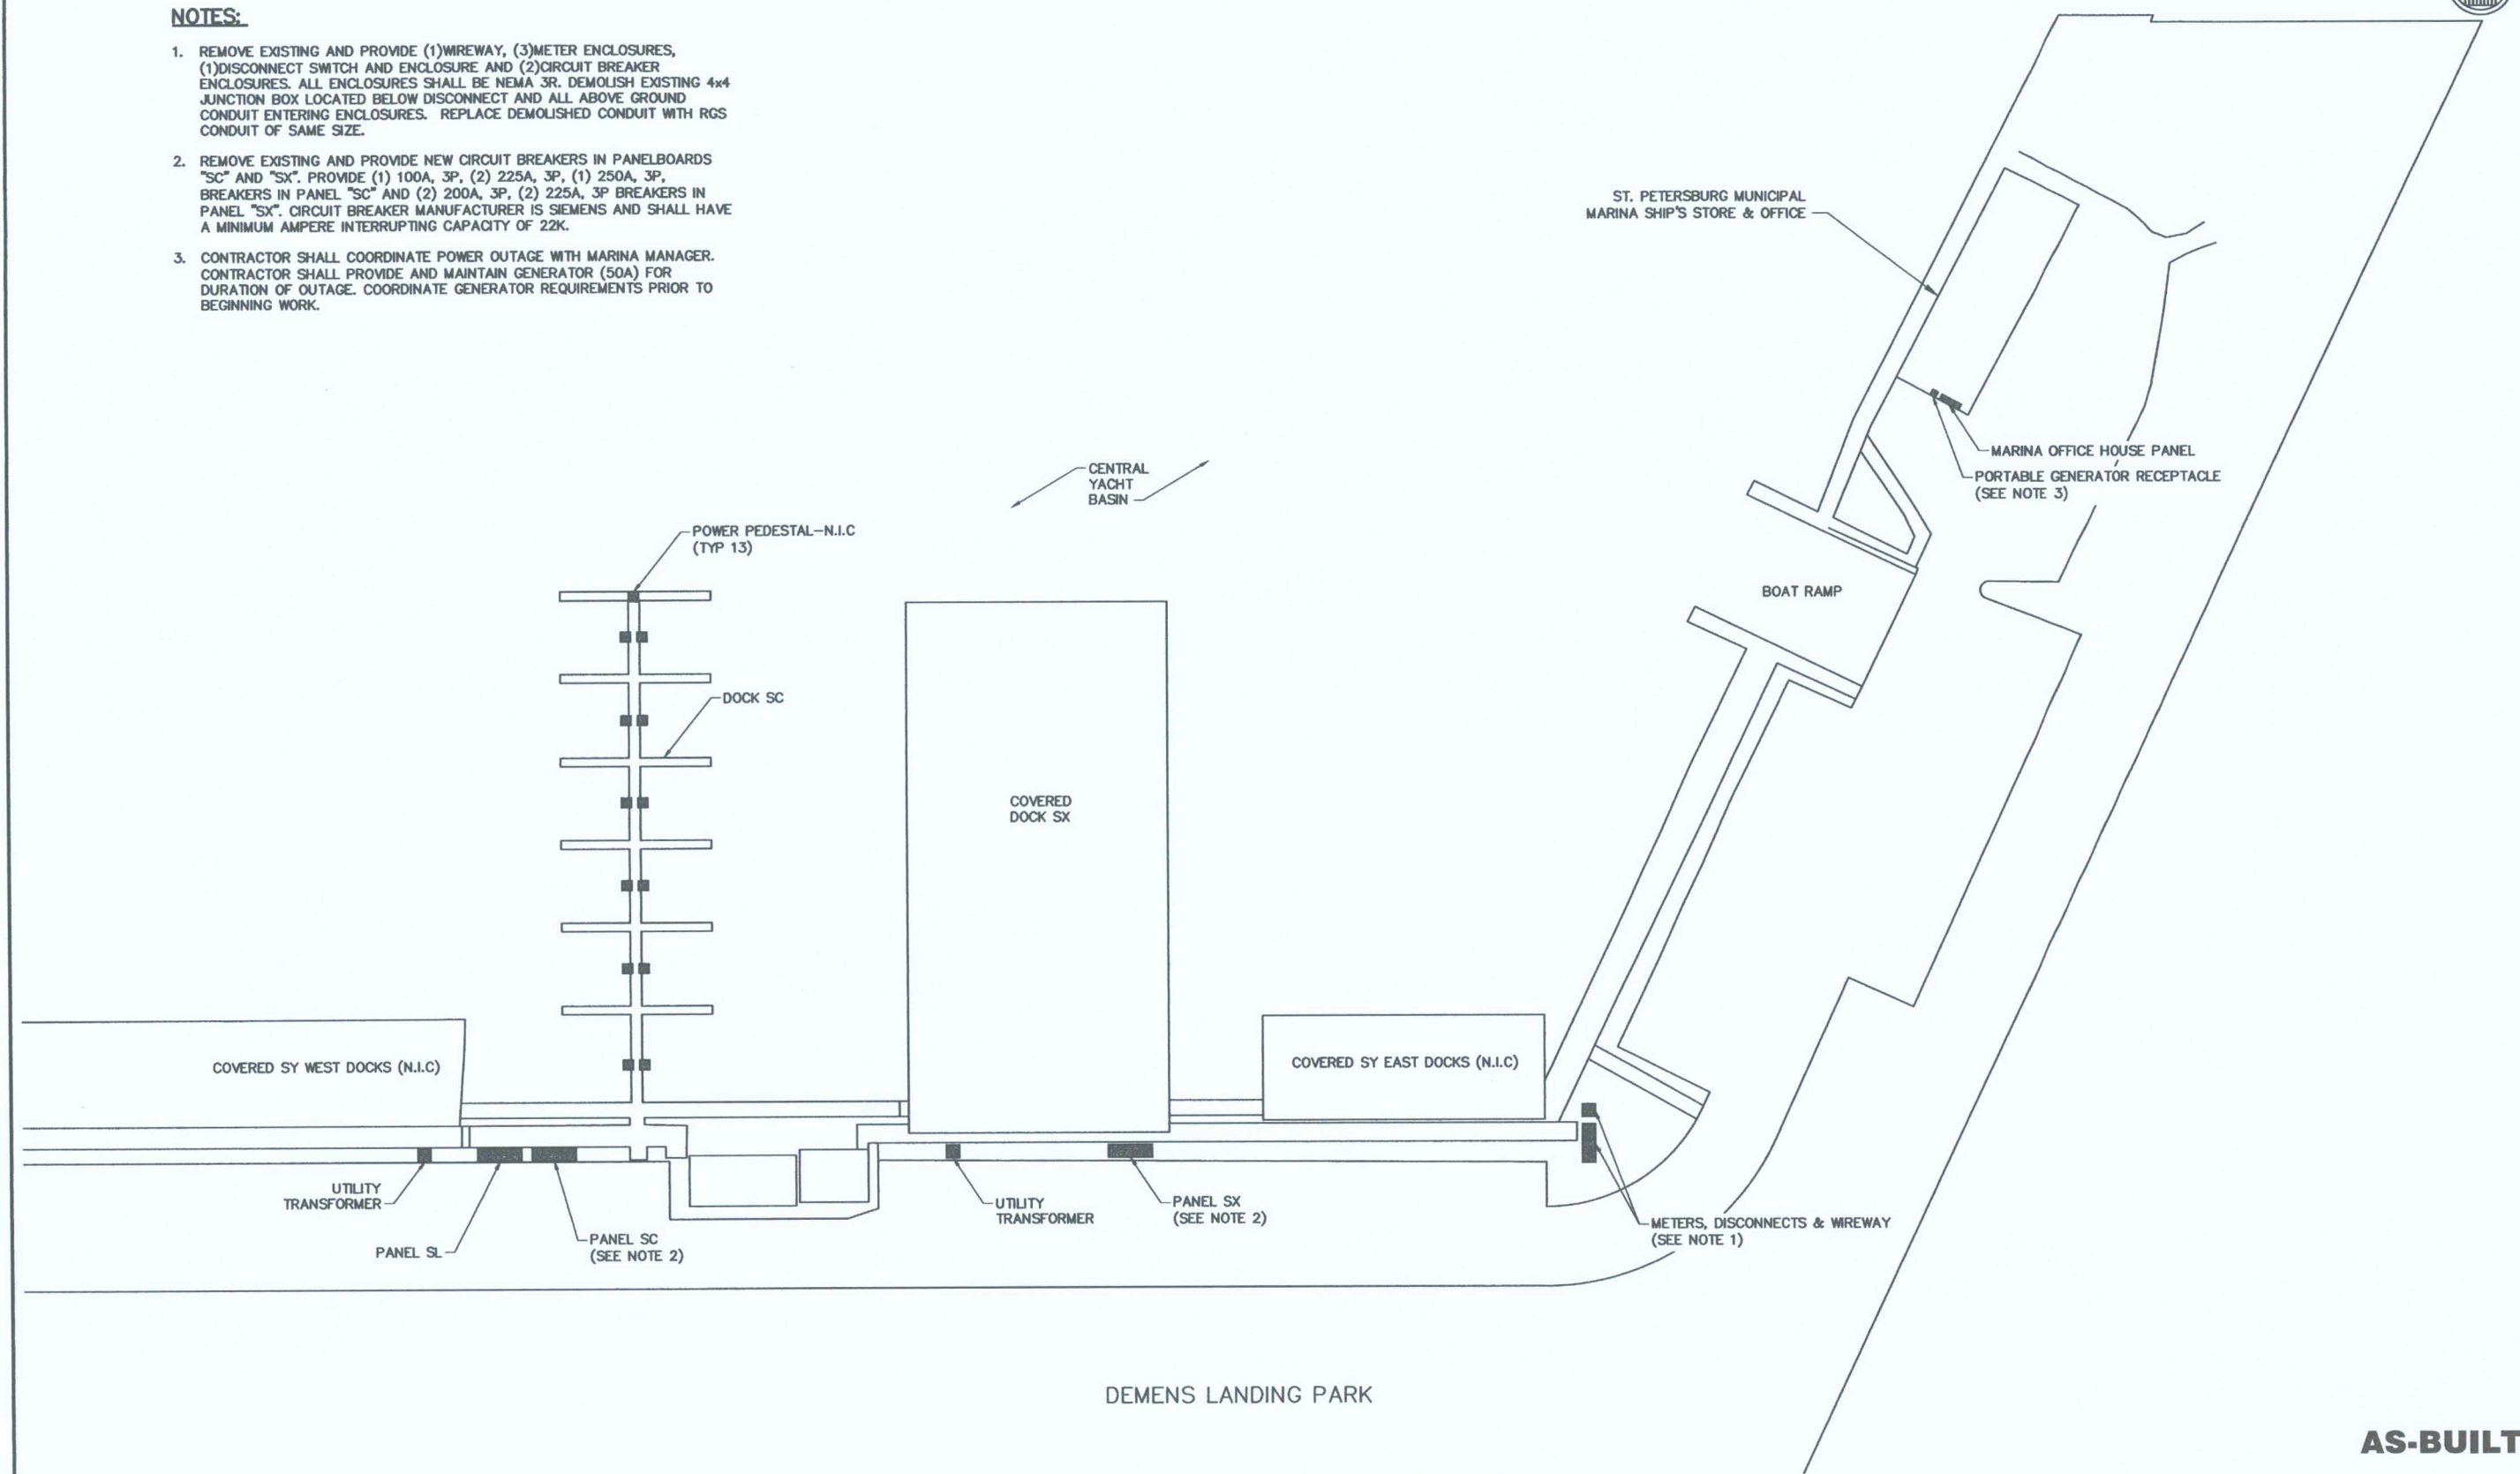 NOTES:
1. REMOVE EXISTING AND PROVIDE (1)WIREWAY, (3)METER ENCLOSURES,
(1)DISCONNECT SWITCH AND ENCLOSURE AND (2)CIRCUIT BREAKER
ENCLOSURES. ALL ENCLOSURES SHALL BE NEMA 3R. DEMOLISH EXISTING 4x4
JUNCTION BOX LOCATED BELOW DISCONNECT AND ALL ABOVE GROUND
CONDUIT ENTERING ENCLOSURES. REPLACE DEMOLISHED CONDUIT WITH RGS
CONDUIT OF SAME SIZE.
2. REMOVE EXISTING AND PROVIDE NEW CIRCUIT BREAKERS IN PANELBOARDS
"SC" AND "SX". PROVIDE (1) 100A, 3P, (2) 225A, 3P, (1) 250A, 3P,
BREAKERS IN PANEL "SC" AND (2) 200A, 3P, (2) 225A, 3P BREAKERS IN
PANEL "SX". CIRCUIT BREAKER MANUFACTURER IS SIEMENS AND SHALL HAVE
A MINIMUM AMPERE INTERRUPTING CAPACITY OF 22K.
3. CONTRACTOR SHALL COORDINATE POWER OUTAGE WITH MARINA MANAGER.
CONTRACTOR SHALL PROVIDE AND MAINTAIN GENERATOR (50A) FOR
DURATION OF OUTAGE. COORDINATE GENERATOR REQUIREMENTS PRIOR TO
BEGINNING WORK.
ST. PETERSBURG MUNICIPAL
MARINA SHIP'S STORE & OFFICE
MARINA OFFICE HOUSE PANEL
PORTABLE GENERATOR RECEPTACLE
(SEE NOTE 3)
CENTRAL
YACHT
BASIN
POWER PEDESTAL-N.I.C
(TYP 13)
BOAT RAMP
DOCK SC
COVERED
DOCK SX
COVERED SY WEST DOCKS (N.I.C)
COVERED SY EAST DOCKS (N.I.C)
UTILITY
TRANSFORMER
PANEL SL
PANEL SC
(SEE NOTE 2)
UTILITY
TRANSFORMER
PANEL SX
(SEE NOTE 2)
METERS, DISCONNECTS & WIREWAY
(SEE NOTE 1)
DEMENS LANDING PARK
AS-BUILT